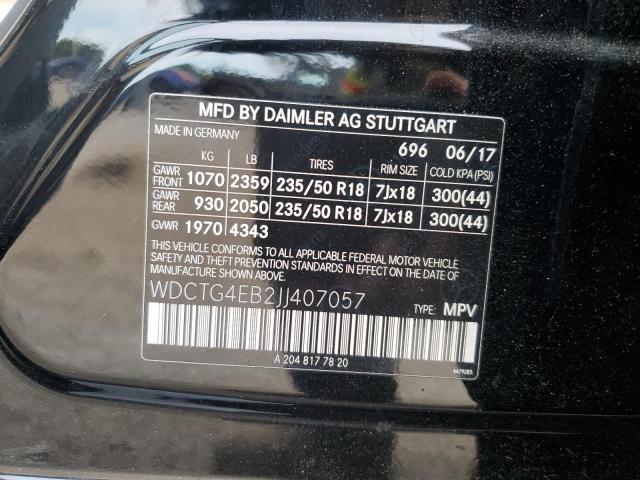 MFD BY DAIMLER AG STUTTGART
MADE IN GERMANY 696 06/17
KG LB TIRES RIM SIZE COLD KPA (PSI)
GAWR FRONT 1070 2359 235/50 R18 7Jx18 300(44)
GAWR REAR 930 2050 235/50 R18 7Jx18 300(44)
GVWR 1970 4343
THIS VEHICLE CONFORMS TO ALL APPLICABLE FEDERAL MOTOR VEHICLE
SAFETY AND THEFT PREVENTION STANDARDS IN EFFECT ON THE DATE
OF MANUFACTURE SHOWN ABOVE.
WDCTG4EB2JJ407057 TYPE: MPV
A 204 817 78 20
4479285